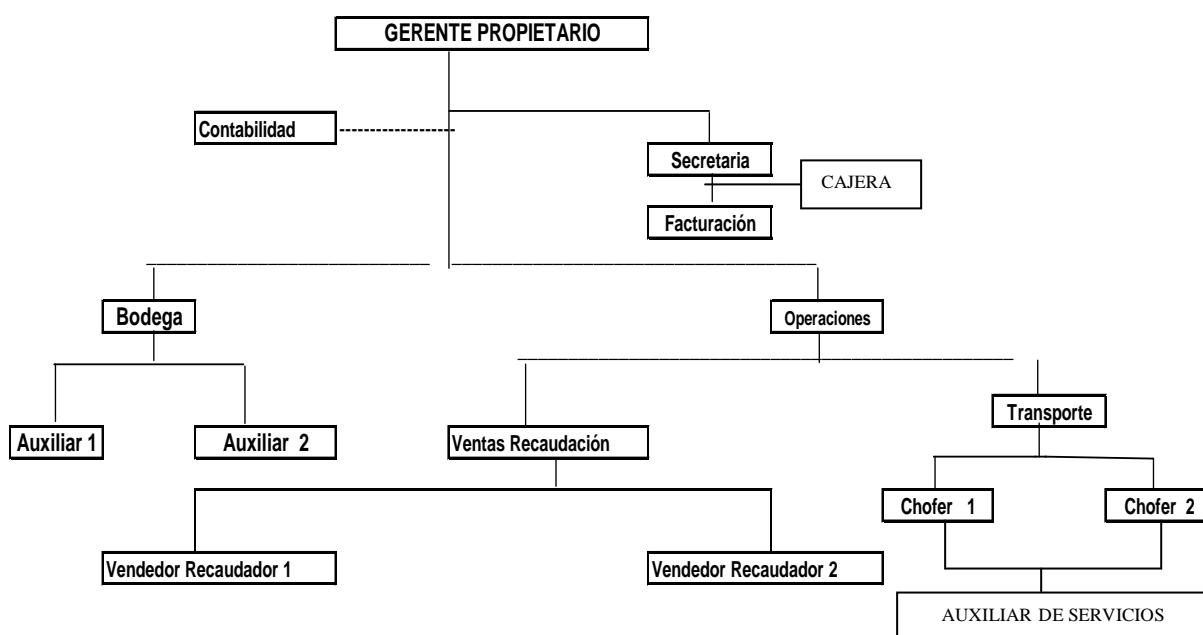 GERENTE PROPIETARIO
Contabilidad
Secretaria
CAJERA
Facturación
Bodega
Operaciones
Transporte
Auxiliar 1
Auxiliar 2
Ventas Recaudación
Chofer 1
Chofer 2
Vendedor Recaudador 1
Vendedor Recaudador 2
AUXILIAR DE SERVICIOS